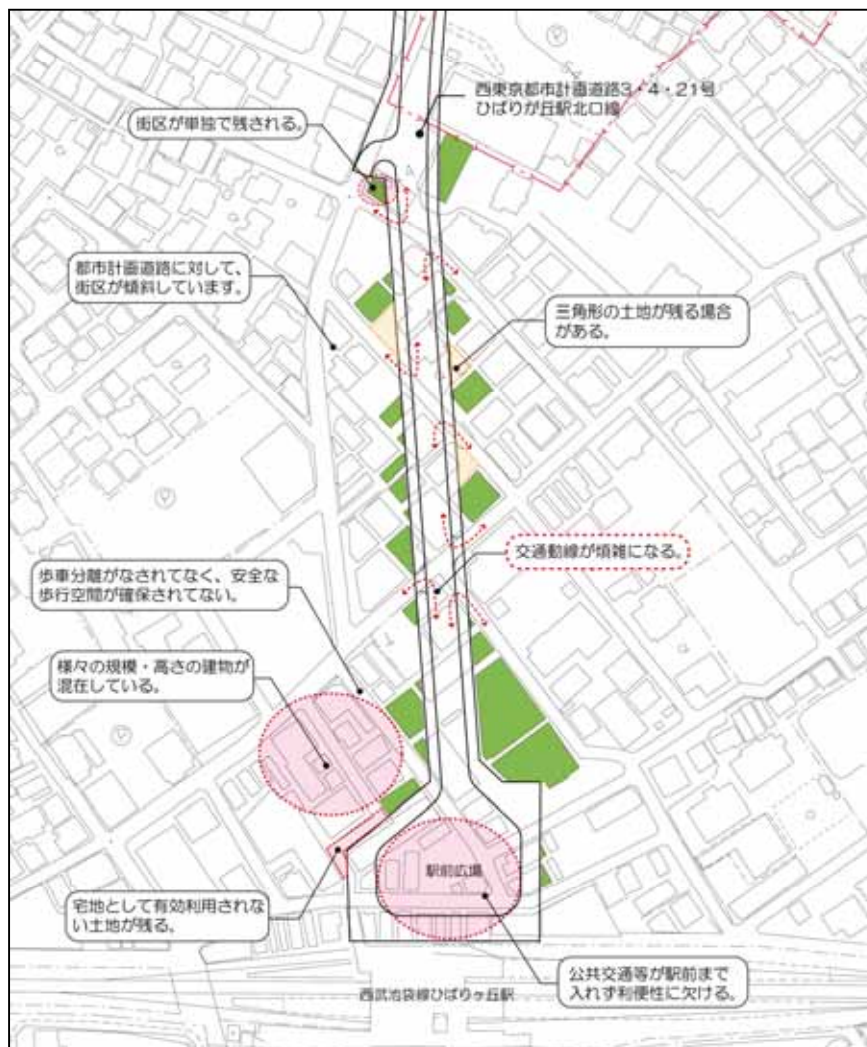 西東京都市計画道路3・4・21号
ひばりが丘駅北口線
街区が単独で残される。
都市計画道路に対して、
街区が傾斜しています。
三角形の土地が残る場合
がある。
交通動線が煩雑になる。
歩車分離がなされてなく、安全な
歩行空間が確保されてない。
様々の規模・高さの建物が
混在している。
駅前広場
宅地として有効利用されな
い土地が残る。
公共交通等が駅前まで
入れず利便性に欠ける。
西武池袋線ひばりヶ丘駅